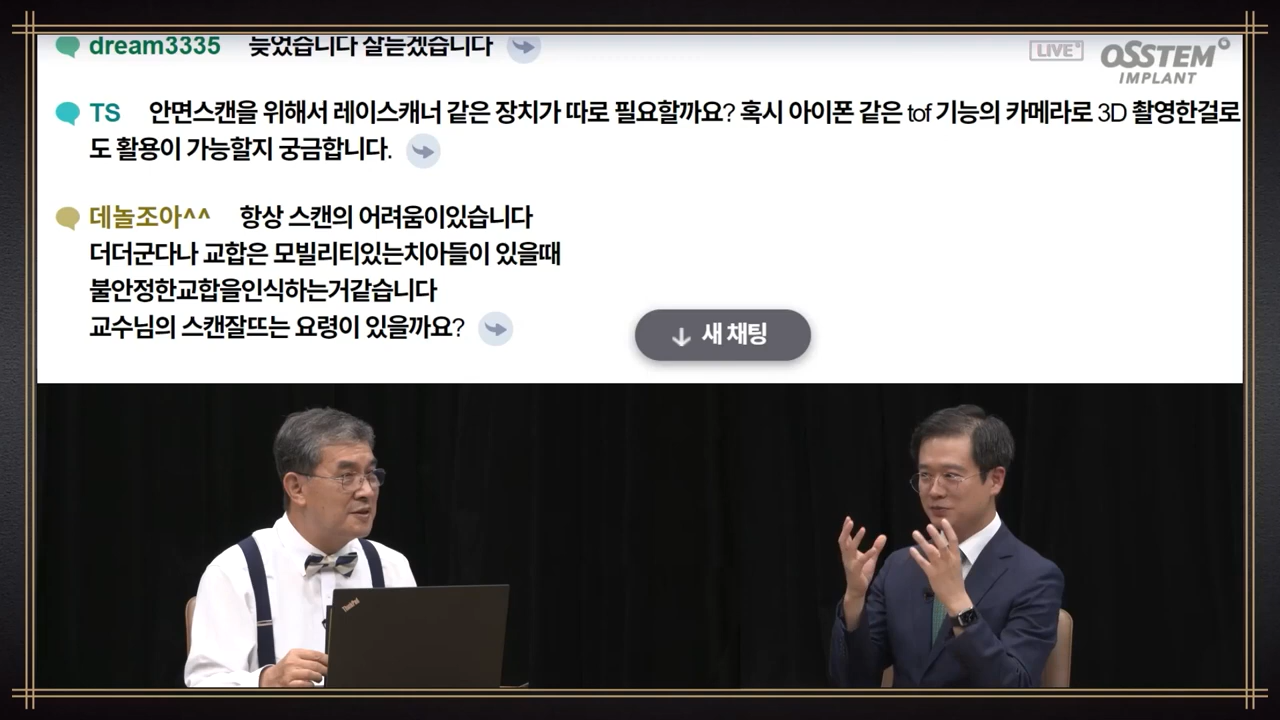 dream3335 늦었습니다 살듣겠습니다
LIVE
OSSTEM
IMPLANT
TS 안면스캔을 위해서 레이스캐너 같은 장치가 따로 필요할까요? 혹시 아이폰 같은 tof 기능의 카메라로 3D 촬영한걸로
도 활용이 가능할지 궁금합니다.
데놀조아^^ 항상 스캔의 어려움이있습니다
더더군다나 교합은 모빌리티있는치아들이 있을때
불안정한교합을인식하는거같습니다
교수님의 스캔잘뜨는 요령이 있을까요?
↓ 새 채팅
ThinkPad